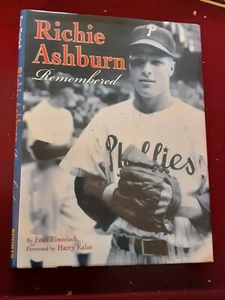 Richie
Ashburn
Remembered
P
Phillies
By Fran Zimniuch
Foreword by Harry Kalas